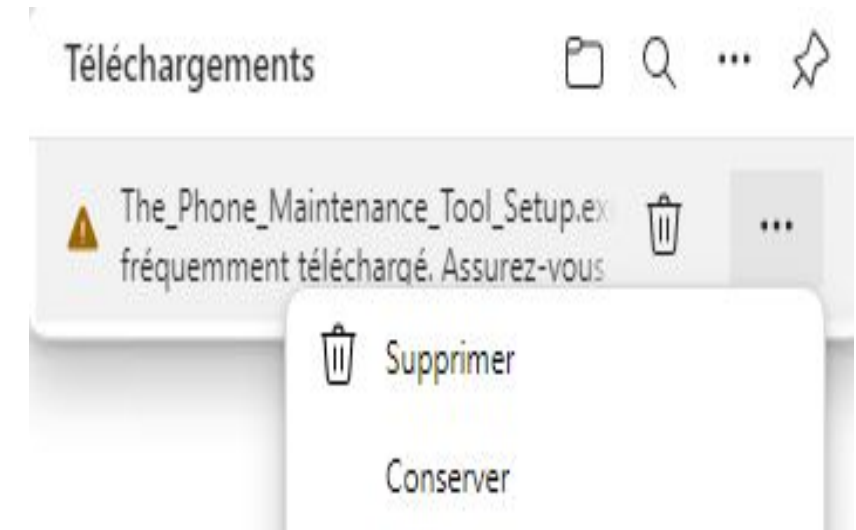 Téléchargements
The_Phone_Maintenance_Tool_Setup.ex
fréquemment téléchargé. Assurez-vous
Supprimer
Conserver